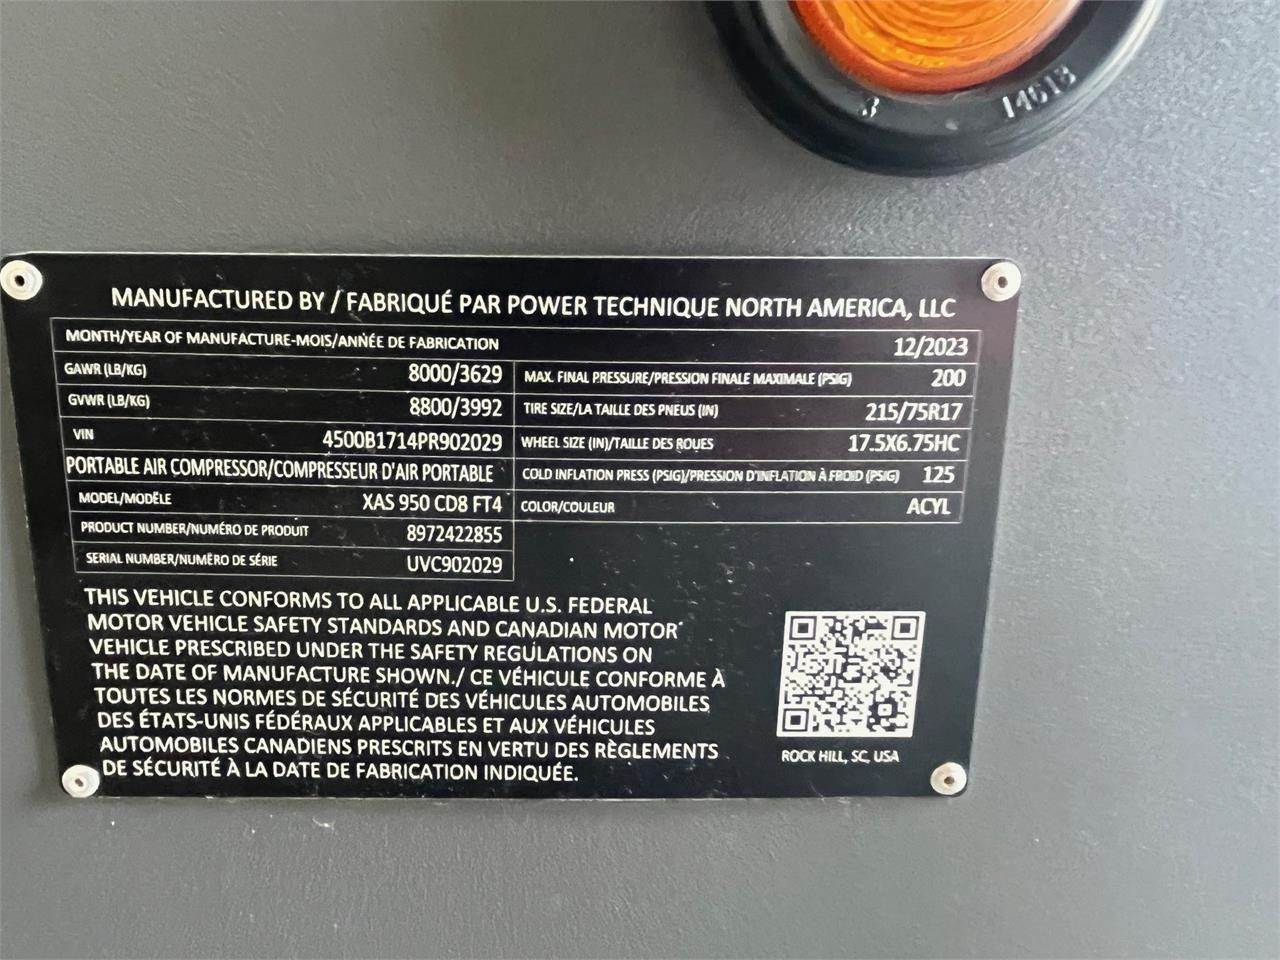 3 14613
MANUFACTURED BY / FABRIQUÉ PAR POWER TECHNIQUE NORTH AMERICA, LLC
MONTH/YEAR OF MANUFACTURE-MOIS/ANNÉE DE FABRICATION 12/2023
GAWR (LB/KG) 8000/3629
GVWR (LB/KG) 8800/3992
VIN 4500B1714PR902029
PORTABLE AIR COMPRESSOR/COMPRESSEUR D'AIR PORTABLE
MODEL/MODÈLE XAS 950 CD8 FT4
PRODUCT NUMBER/NUMÉRO DE PRODUIT 8972422855
SERIAL NUMBER/NUMÉRO DE SÉRIE UVC902029
MAX. FINAL PRESSURE/PRESSION FINALE MAXIMALE (PSIG) 200
TIRE SIZE/LA TAILLE DES PNEUS (IN) 215/75R17
WHEEL SIZE (IN)/TAILLE DES ROUES 17.5X6.75HC
COLD INFLATION PRESS (PSIG)/PRESSION D'INFLATION À FROID (PSIG) 125
COLOR/COULEUR ACYL
THIS VEHICLE CONFORMS TO ALL APPLICABLE U.S. FEDERAL
MOTOR VEHICLE SAFETY STANDARDS AND CANADIAN MOTOR
VEHICLE PRESCRIBED UNDER THE SAFETY REGULATIONS ON
THE DATE OF MANUFACTURE SHOWN./ CE VÉHICULE CONFORME À
TOUTES LES NORMES DE SÉCURITÉ DES VÉHICULES AUTOMOBILES
DES ÉTATS-UNIS FÉDÉRAUX APPLICABLES ET AUX VÉHICULES
AUTOMOBILES CANADIENS PRESCRITS EN VERTU DES RÈGLEMENTS
DE SÉCURITÉ À LA DATE DE FABRICATION INDIQUÉE.
ROCK HILL, SC, USA